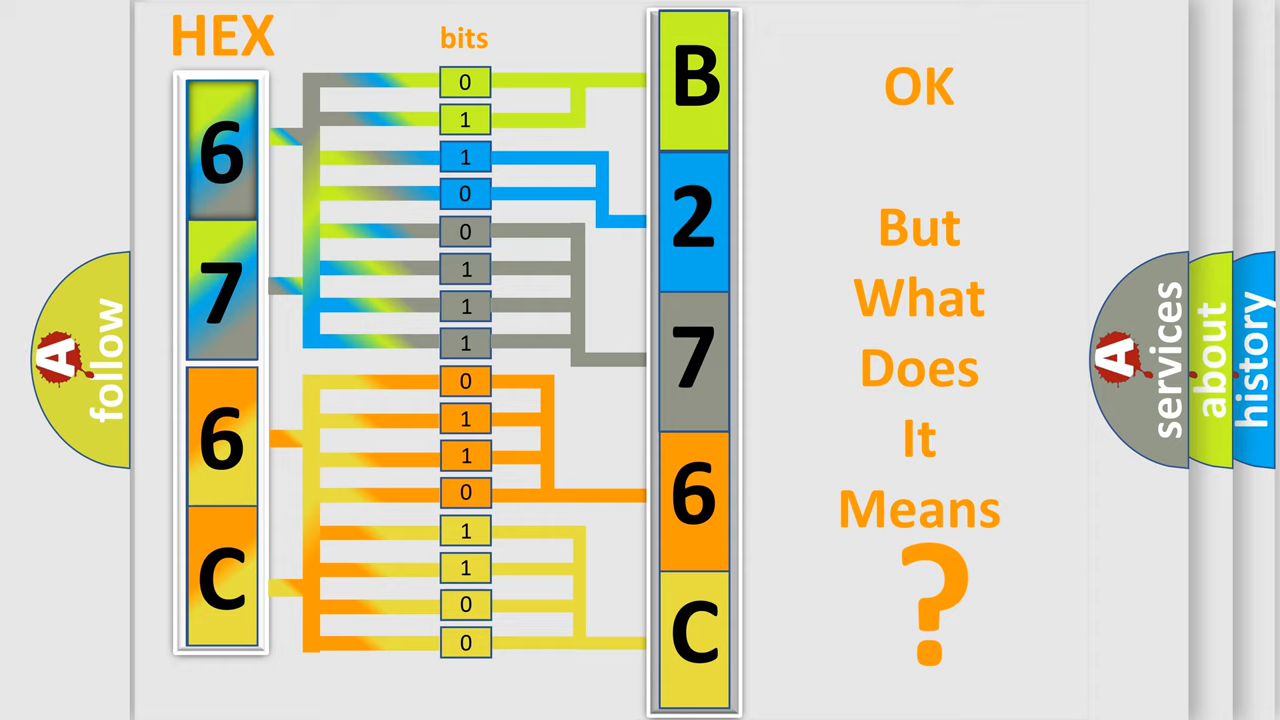 HEX
bits
6
7
6
C
0
1
1
0
0
1
1
1
0
1
1
0
1
1
0
0
B
2
7
6
C
OK
But
What
Does
It
Means
?
A
follow
A
services
about
history